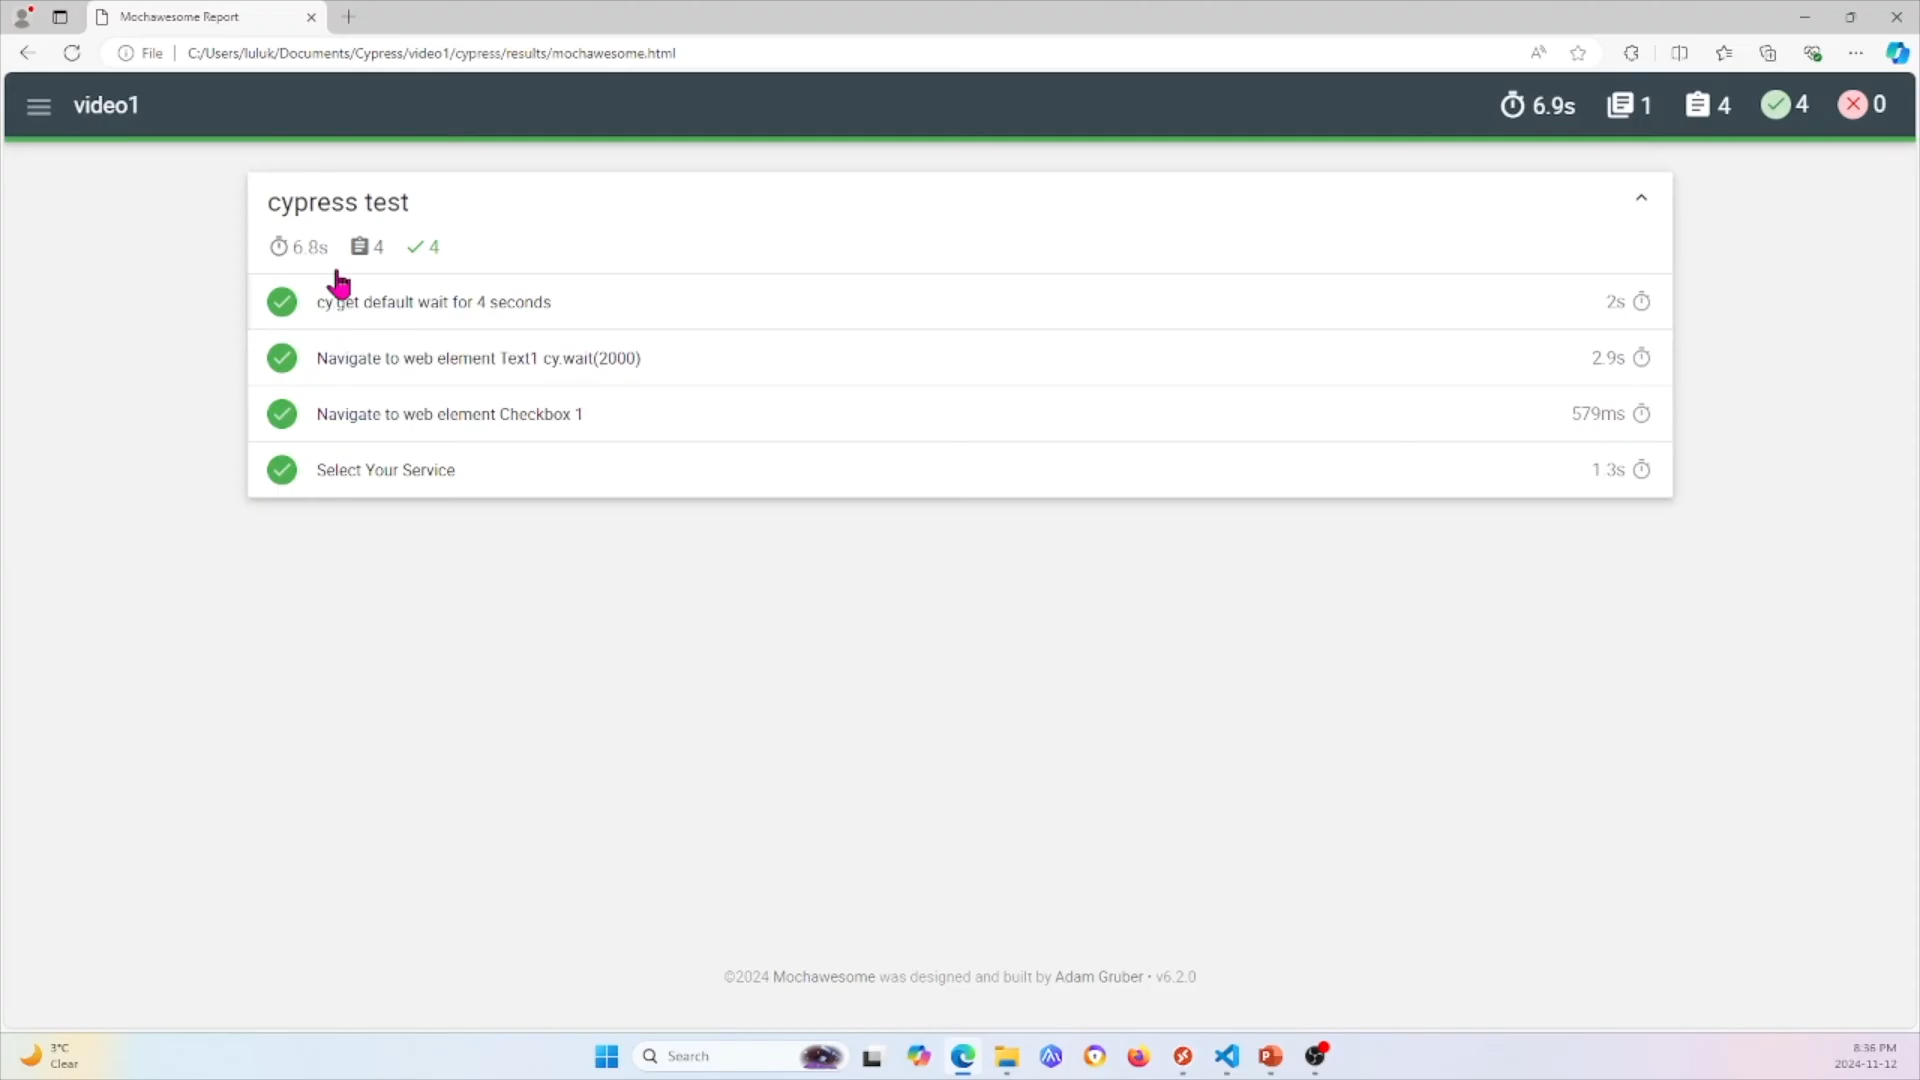 Mochawesome Report
File
C:/Users/luluk/Documents/Cypress/video1/cypress/results/mochawesome.html
video1
6.9s 1 4 4 0
cypress test
6.8s 4 4
cy get default wait for 4 seconds 2s
Navigate to web element Text1 cy.wait(2000) 2.9s
Navigate to web element Checkbox 1 579ms
Select Your Service 1 3s
©2024 Mochawesome was designed and built by Adam Gruber • v6.2.0
3°C
Clear
Search
8:36 PM
2024-11-12